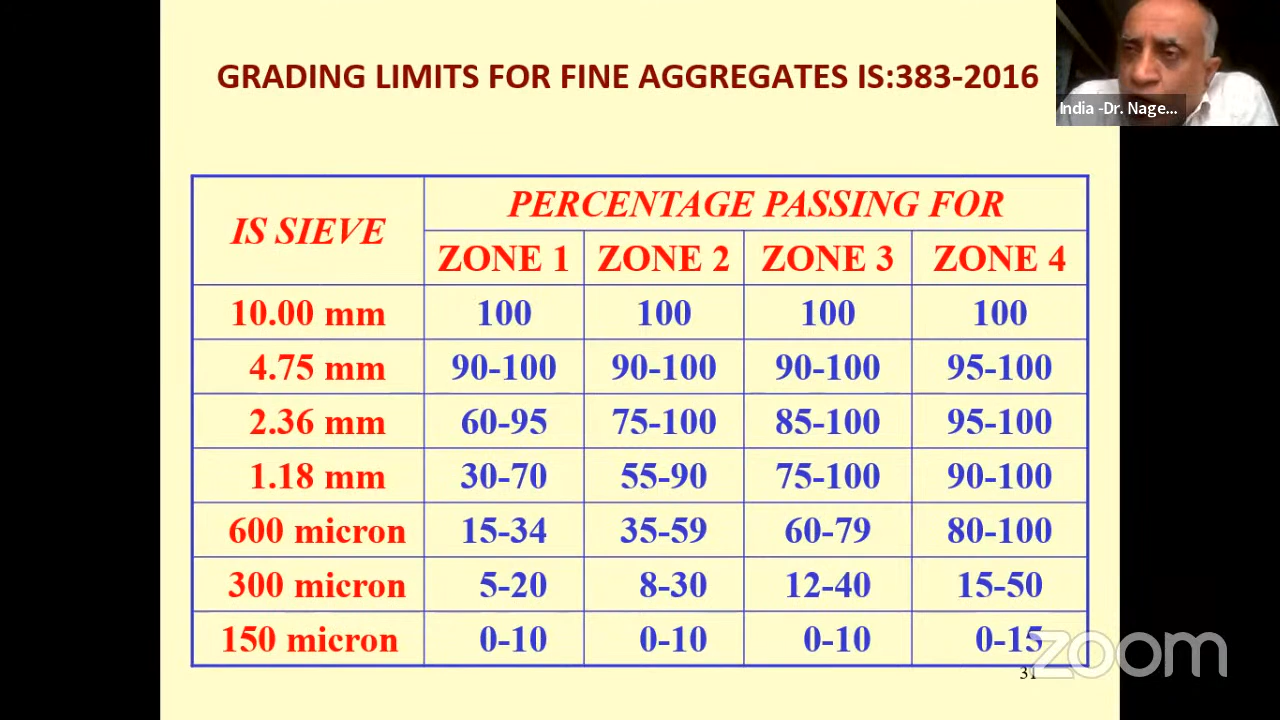 GRADING LIMITS FOR FINE AGGREGATES IS:383-2016
India -Dr. Nage...
IS SIEVE PERCENTAGE PASSING FOR
ZONE 1 ZONE 2 ZONE 3 ZONE 4
10.00 mm 100 100 100 100
4.75 mm 90-100 90-100 90-100 95-100
2.36 mm 60-95 75-100 85-100 95-100
1.18 mm 30-70 55-90 75-100 90-100
600 micron 15-34 35-59 60-79 80-100
300 micron 5-20 8-30 12-40 15-50
150 micron 0-10 0-10 0-10 0-15
zoom
31